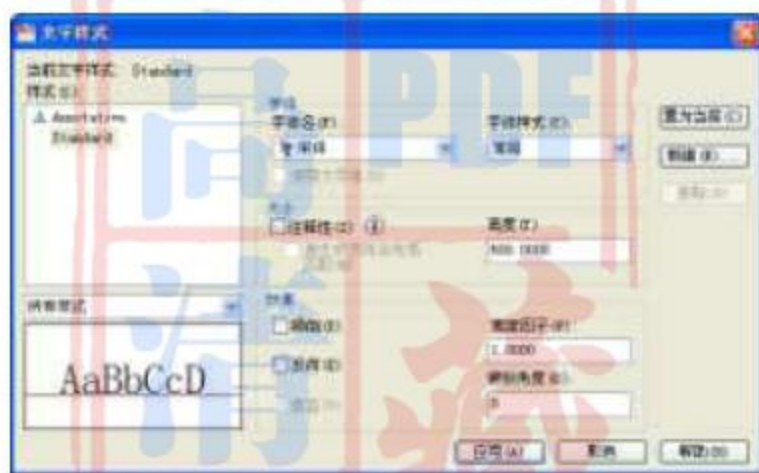 文字样式
当前文字样式: Standard
样式(S):
Annotative
Standard
字体
字体名(F):
字体样式(Y):
宋体
常规
大小
注释性(I)
高度(T)
所有样式
效果
颠倒(E)
宽度因子(W):
1.0000
反向(K)
倾斜角度(O):
0
AaBbCcD
置为当前(C)
新建(N)...
删除(D)
应用(A)
取消
帮助(H)
高清
PDF